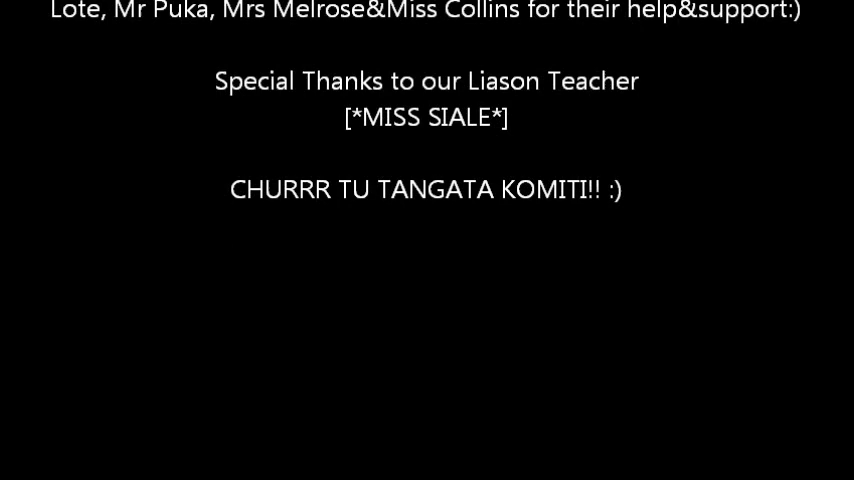 Lote, Mr Puka, Mrs Melrose&Miss Collins for their help&support:)
Special Thanks to our Liason Teacher
[*MISS SIALE*]
CHURRR TU TANGATA KOMITI!! :)